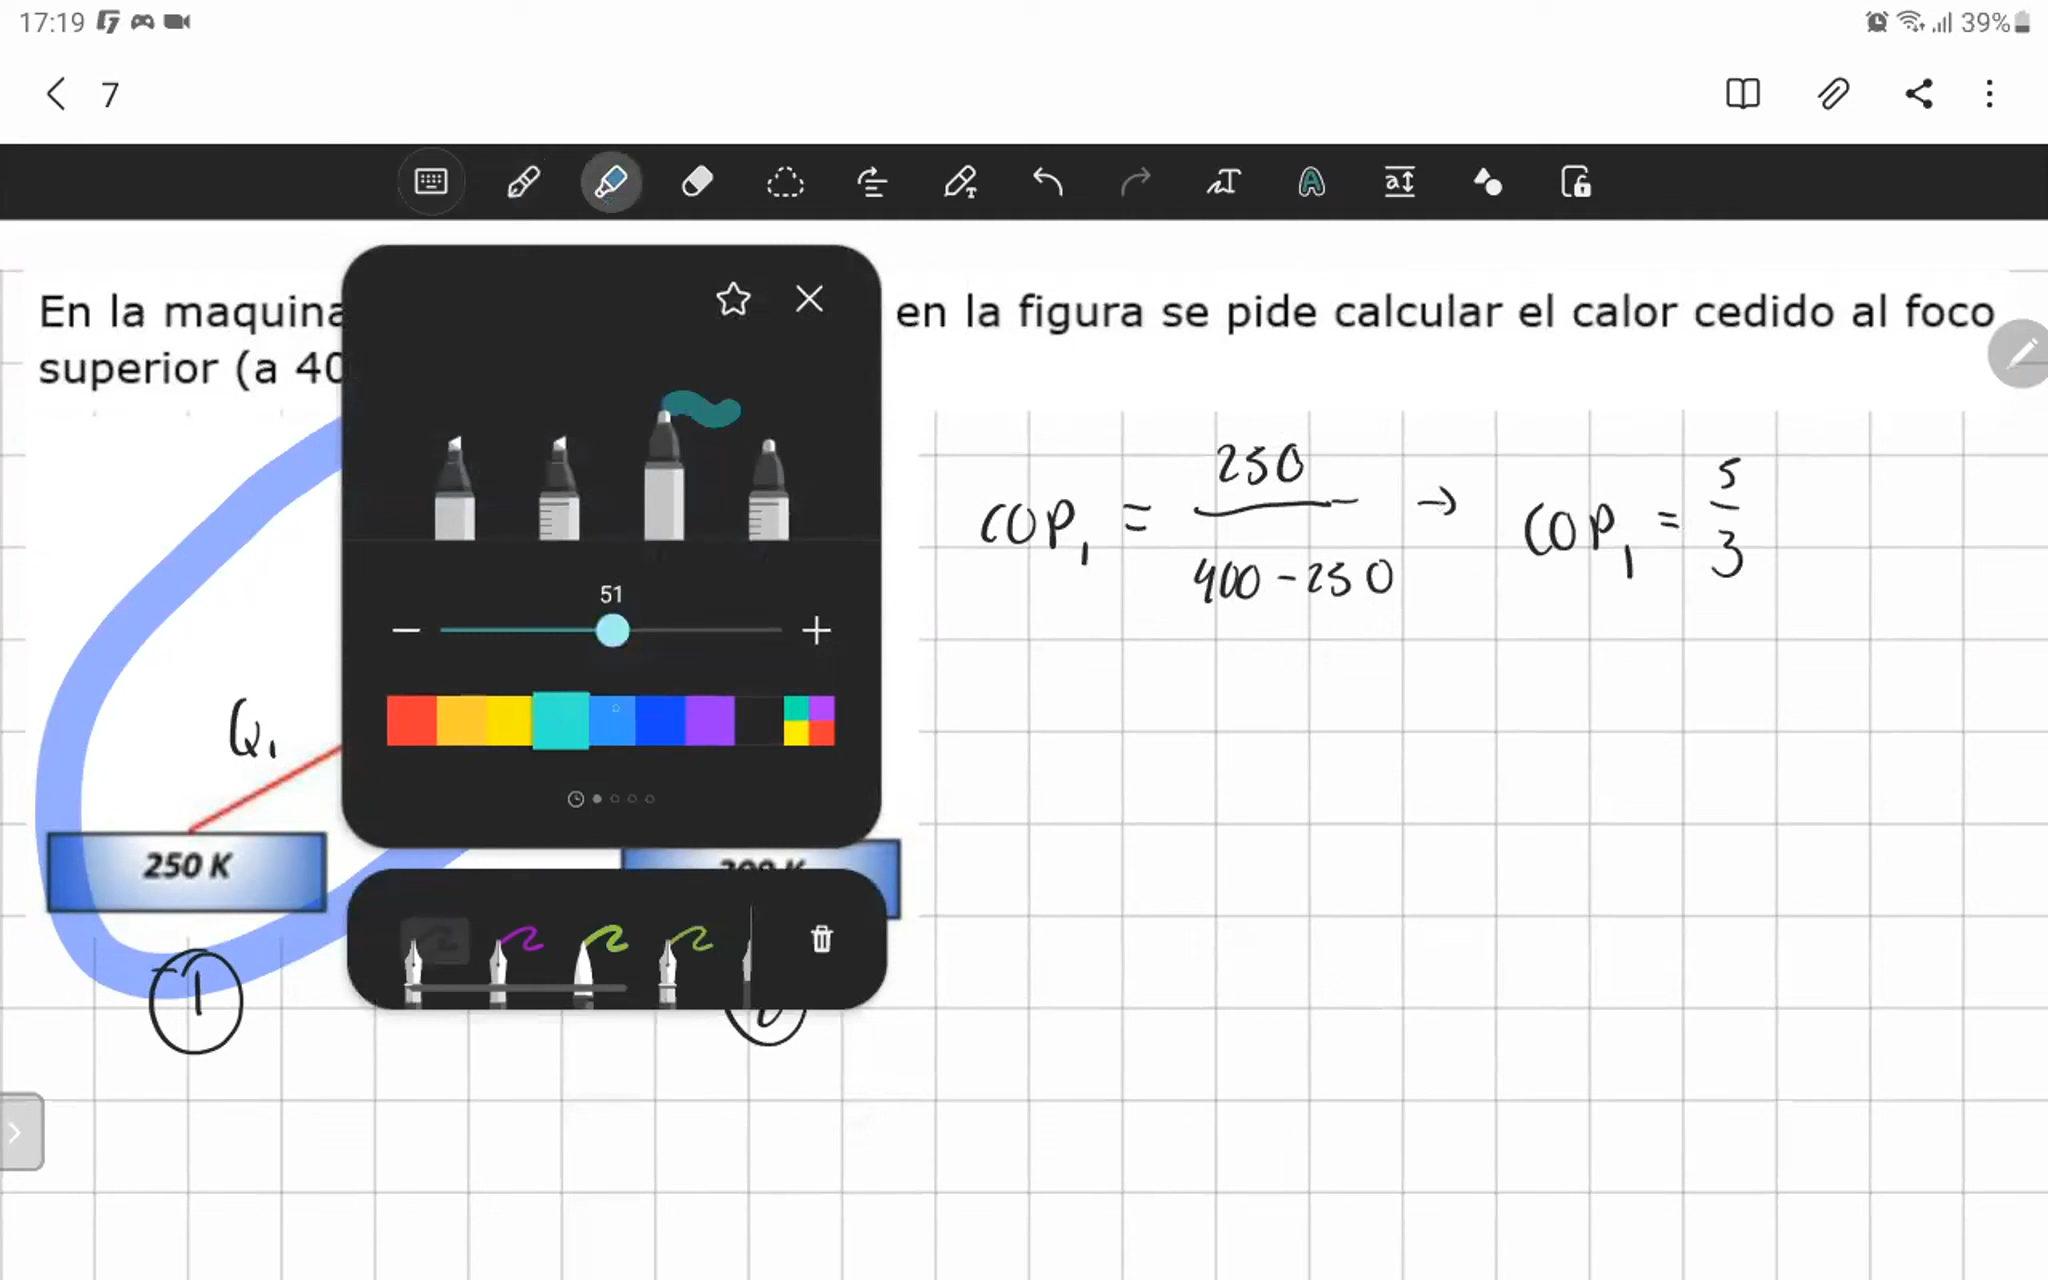 17:19 39%
7
En la maquina en la figura se pide calcular el calor cedido al foco
superior (a 40
51
Q₁
250 K
1
COP₁ = 250 / 400 - 250 → COP₁ = 5 / 3